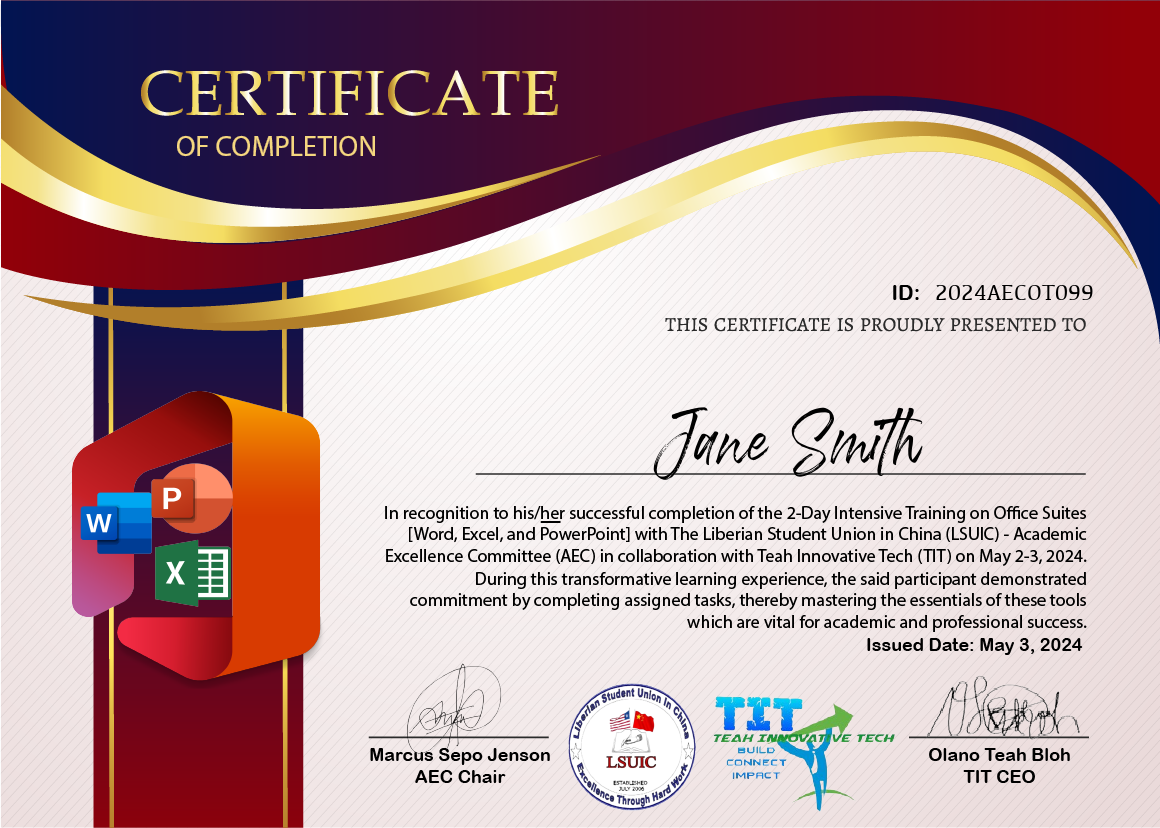 CERTIFICATE
OF COMPLETION
ID: 2024AECOT099
THIS CERTIFICATE IS PROUDLY PRESENTED TO
Jane Smith
In recognition to his/her successful completion of the 2-Day Intensive Training on Office Suites
[Word, Excel, and PowerPoint] with The Liberian Student Union in China (LSUIC) - Academic
Excellence Committee (AEC) in collaboration with Teah Innovative Tech (TIT) on May 2-3, 2024.
During this transformative learning experience, the said participant demonstrated
commitment by completing assigned tasks, thereby mastering the essentials of these tools
which are vital for academic and professional success.
Issued Date: May 3, 2024
P
W
X
Marcus Sepo Jenson
AEC Chair
Liberian Student Union in China
LSUIC
ESTABLISHED
JULY 2006
Excellence Through Hard Work
TIT
TEAH INNOVATIVE TECH
BUILD
CONNECT
IMPACT
Olano Teah Bloh
TIT CEO